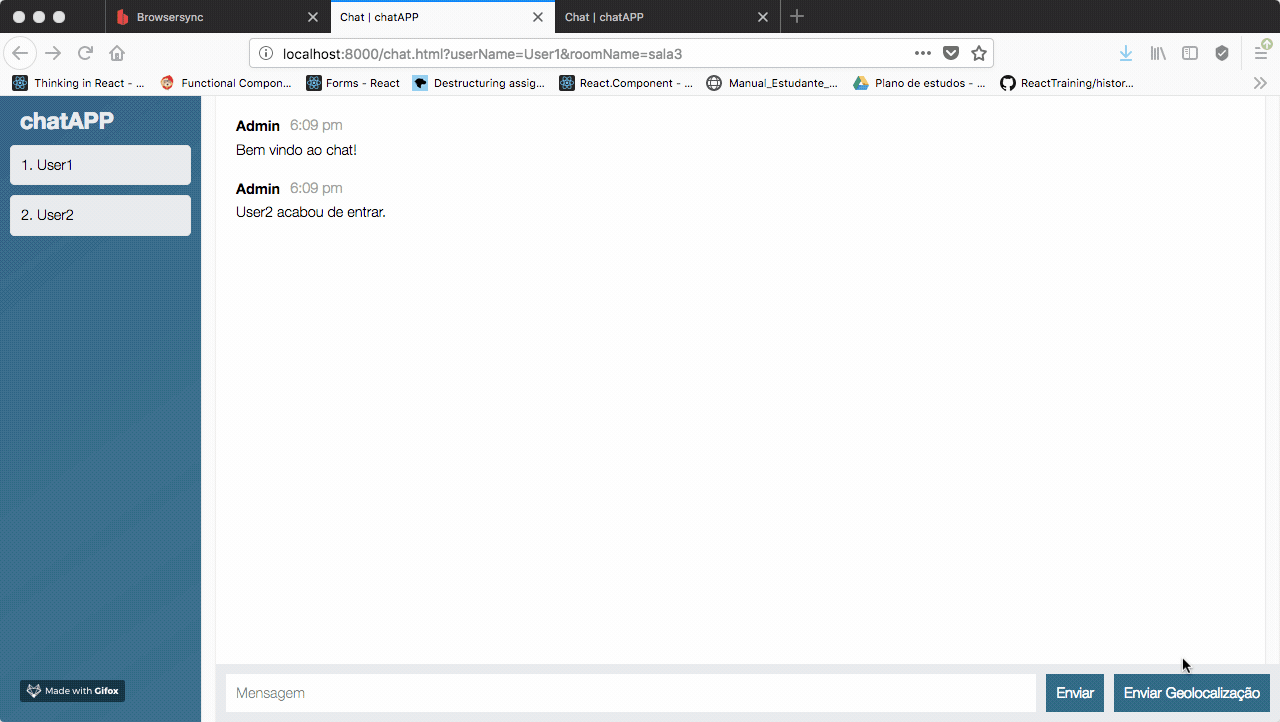 Browsersync
Chat | chatAPP
Chat | chatAPP
localhost:8000/chat.html?userName=User1&roomName=sala3
Thinking in React - ...
Functional Compon...
Forms - React
Destructuring assig...
React.Component - ...
Manual_Estudante_...
Plano de estudos - ...
ReactTraining/histor...
chatAPP
1. User1
2. User2
Admin 6:09 pm
Bem vindo ao chat!
Admin 6:09 pm
User2 acabou de entrar.
Made with Gifox
Mensagem
Enviar
Enviar Geolocalização